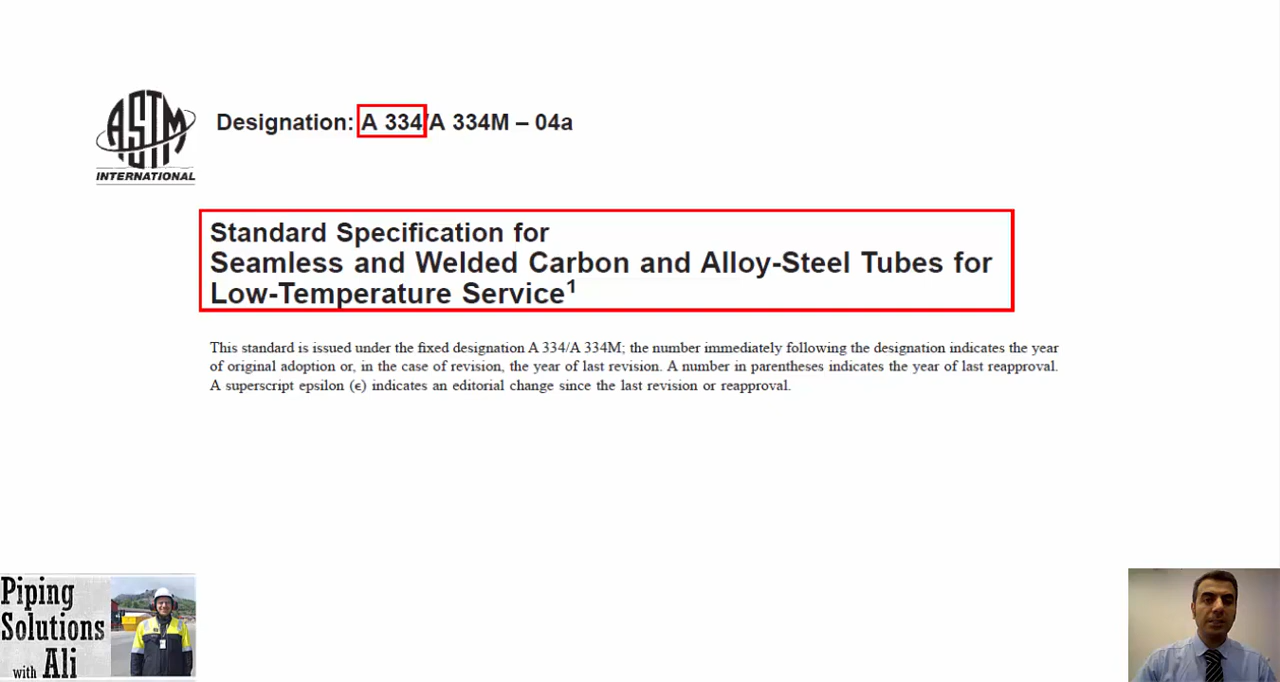 ASTM
INTERNATIONAL
Designation: A 334/A 334M – 04a
Standard Specification for
Seamless and Welded Carbon and Alloy-Steel Tubes for
Low-Temperature Service¹
This standard is issued under the fixed designation A 334/A 334M; the number immediately following the designation indicates the year
of original adoption or, in the case of revision, the year of last revision. A number in parentheses indicates the year of last reapproval.
A superscript epsilon (ϵ) indicates an editorial change since the last revision or reapproval.
Piping
Solutions
with Ali